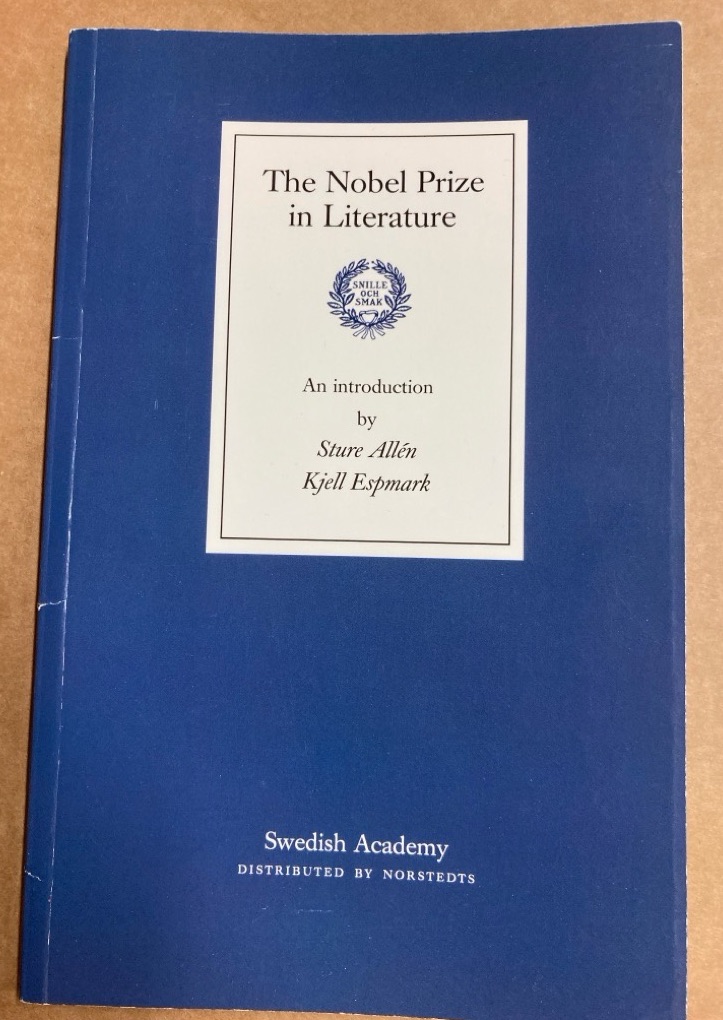 The Nobel Prize
in Literature
SNILLE
OCH
SMAK
An introduction
by
Sture Allén
Kjell Espmark
Swedish Academy
DISTRIBUTED BY NORSTEDTS